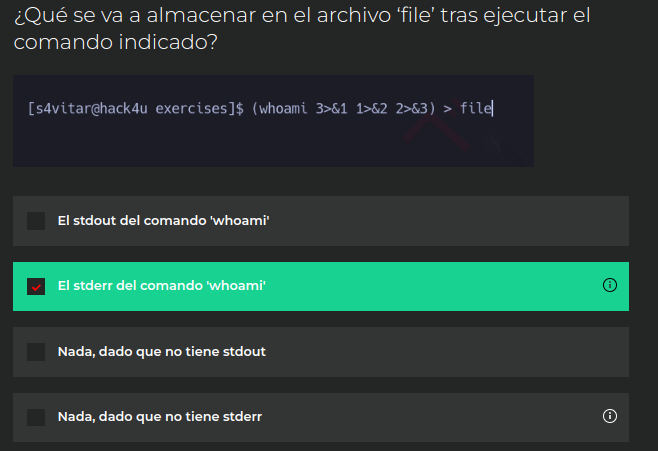 ¿Qué se va a almacenar en el archivo ‘file’ tras ejecutar el
comando indicado?
[s4vitar@hack4u exercises]$ (whoami 3>&1 1>&2 2>&3) > file
El stdout del comando 'whoami'
El stderr del comando 'whoami'
Nada, dado que no tiene stdout
Nada, dado que no tiene stderr